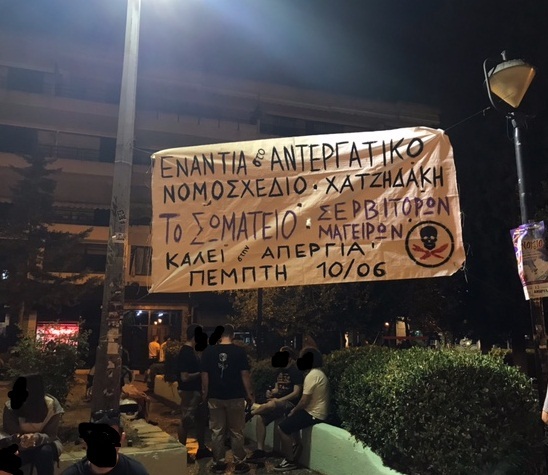 ΕΝΑΝΤΙΑ στο ΑΝΤΕΡΓΑΤΙΚΟ
ΝΟΜΟΣΧΕΔΙΟ · ΧΑΤΖΗΔΑΚΗ
ΤΟ ΣΩΜΑΤΕΙΟ · ΣΕΡΒΙΤΟΡΩΝ
ΜΑΓΕΙΡΩΝ
ΚΑΛΕΙ στην ΑΠΕΡΓΙΑ
ΠΕΜΠΤΗ 10/06